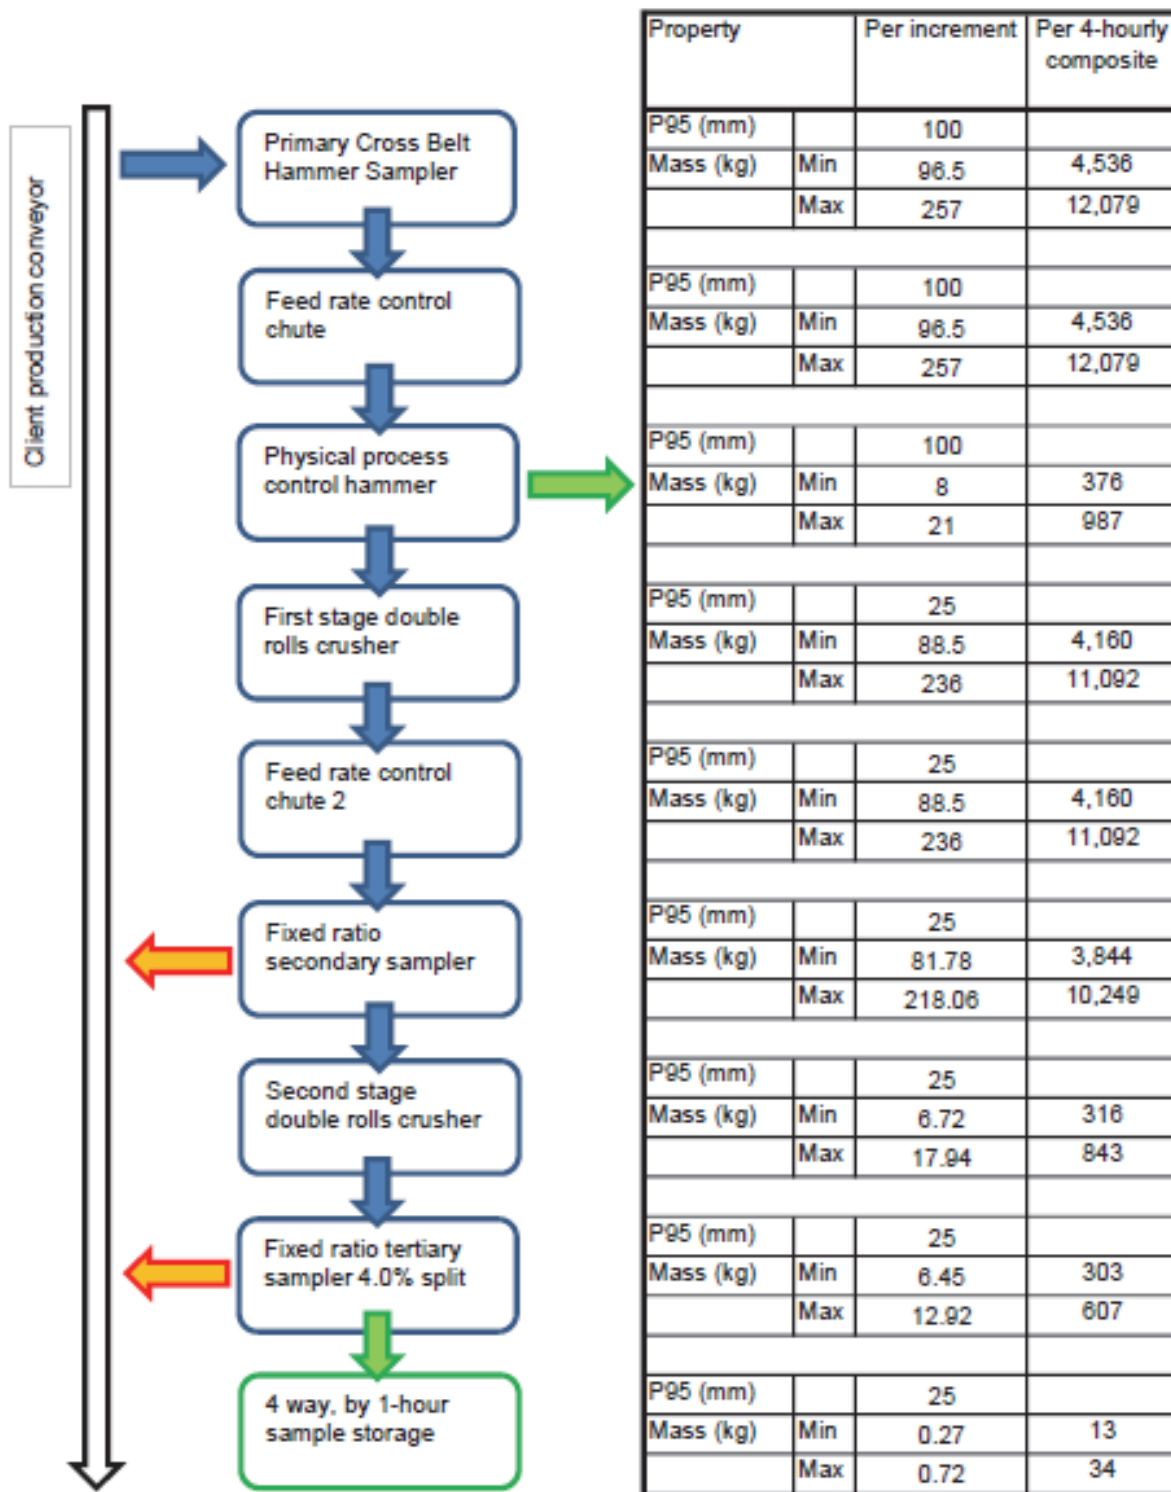 Client production conveyor
Primary Cross Belt
Hammer Sampler
Feed rate control
chute
Physical process
control hammer
First stage double
rolls crusher
Feed rate control
chute 2
Fixed ratio
secondary sampler
Second stage
double rolls crusher
Fixed ratio tertiary
sampler 4.0% split
4 way, by 1-hour
sample storage
Property Per increment Per 4-hourly
composite
P95 (mm) 100
Mass (kg) Min 96.5 4,536
Max 257 12,079
P95 (mm) 100
Mass (kg) Min 96.5 4,536
Max 257 12,079
P95 (mm) 100
Mass (kg) Min 8 376
Max 21 987
P95 (mm) 25
Mass (kg) Min 88.5 4,160
Max 236 11,092
P95 (mm) 25
Mass (kg) Min 88.5 4,160
Max 236 11,092
P95 (mm) 25
Mass (kg) Min 81.78 3,844
Max 218.06 10,249
P95 (mm) 25
Mass (kg) Min 6.72 316
Max 17.94 843
P95 (mm) 25
Mass (kg) Min 6.45 303
Max 12.92 607
P95 (mm) 25
Mass (kg) Min 0.27 13
Max 0.72 34